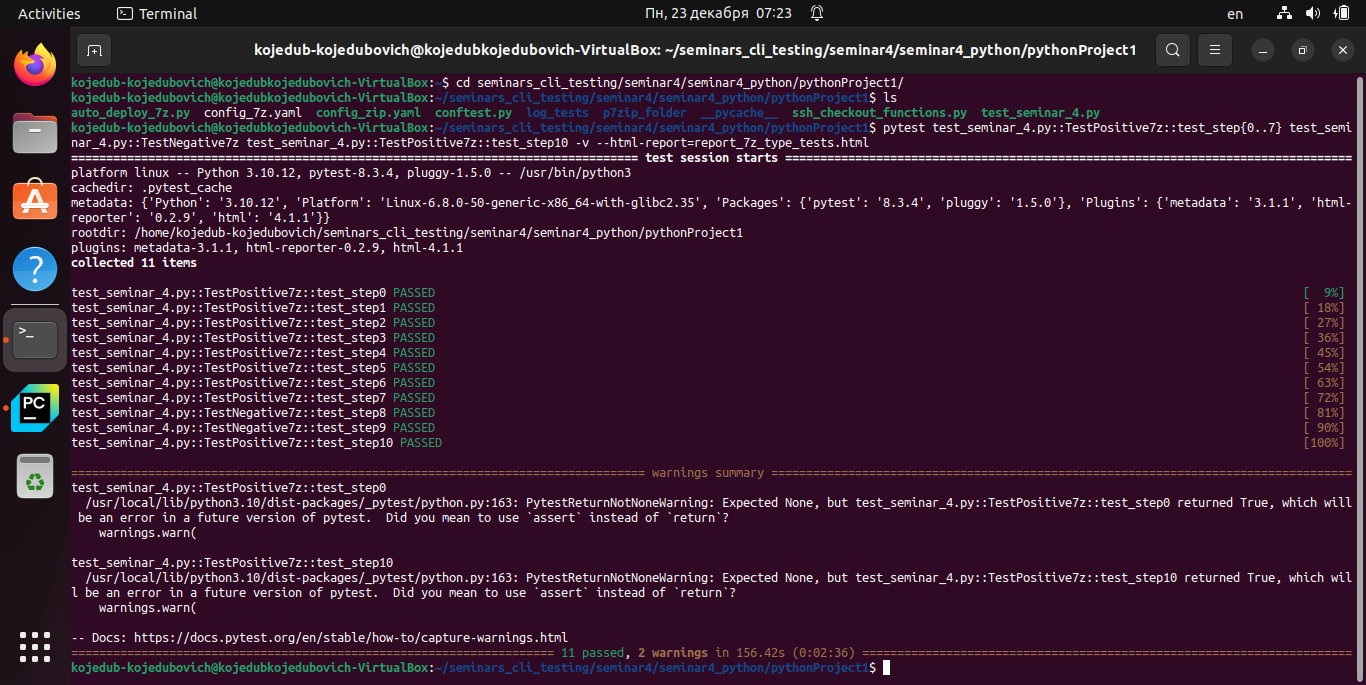 Activities Terminal Пн, 23 декабря 07:23 en
kojedub-kojedubovich@kojedubkojedubovich-VirtualBox: ~/seminars_cli_testing/seminar4/seminar4_python/pythonProject1
kojedub-kojedubovich@kojedubkojedubovich-VirtualBox:~$ cd seminars_cli_testing/seminar4/seminar4_python/pythonProject1/
kojedub-kojedubovich@kojedubkojedubovich-VirtualBox:~/seminars_cli_testing/seminar4/seminar4_python/pythonProject1$ ls
auto_deploy_7z.py config_7z.yaml config_zip.yaml conftest.py log_tests p7zip_folder __pycache__ ssh_checkout_functions.py test_seminar_4.py
kojedub-kojedubovich@kojedubkojedubovich-VirtualBox:~/seminars_cli_testing/seminar4/seminar4_python/pythonProject1$ pytest test_seminar_4.py::TestPositive7z::test_step{0..7} test_semi
nar_4.py::TestNegative7z test_seminar_4.py::TestPositive7z::test_step10 -v --html-report=report_7z_type_tests.html
================================================================================= test session starts =================================================================================
platform linux -- Python 3.10.12, pytest-8.3.4, pluggy-1.5.0 -- /usr/bin/python3
cachedir: .pytest_cache
metadata: {'Python': '3.10.12', 'Platform': 'Linux-6.8.0-50-generic-x86_64-with-glibc2.35', 'Packages': {'pytest': '8.3.4', 'pluggy': '1.5.0'}, 'Plugins': {'metadata': '3.1.1', 'html-
reporter': '0.2.9', 'html': '4.1.1'}}
rootdir: /home/kojedub-kojedubovich/seminars_cli_testing/seminar4/seminar4_python/pythonProject1
plugins: metadata-3.1.1, html-reporter-0.2.9, html-4.1.1
collected 11 items
test_seminar_4.py::TestPositive7z::test_step0 PASSED [  9%]
test_seminar_4.py::TestPositive7z::test_step1 PASSED [ 18%]
test_seminar_4.py::TestPositive7z::test_step2 PASSED [ 27%]
test_seminar_4.py::TestPositive7z::test_step3 PASSED [ 36%]
test_seminar_4.py::TestPositive7z::test_step4 PASSED [ 45%]
test_seminar_4.py::TestPositive7z::test_step5 PASSED [ 54%]
test_seminar_4.py::TestPositive7z::test_step6 PASSED [ 63%]
test_seminar_4.py::TestPositive7z::test_step7 PASSED [ 72%]
test_seminar_4.py::TestNegative7z::test_step8 PASSED [ 81%]
test_seminar_4.py::TestNegative7z::test_step9 PASSED [ 90%]
test_seminar_4.py::TestPositive7z::test_step10 PASSED [100%]
================================================================================== warnings summary ===================================================================================
test_seminar_4.py::TestPositive7z::test_step0
  /usr/local/lib/python3.10/dist-packages/_pytest/python.py:163: PytestReturnNotNoneWarning: Expected None, but test_seminar_4.py::TestPositive7z::test_step0 returned True, which will
 be an error in a future version of pytest.  Did you mean to use `assert` instead of `return`?
    warnings.warn(
test_seminar_4.py::TestPositive7z::test_step10
  /usr/local/lib/python3.10/dist-packages/_pytest/python.py:163: PytestReturnNotNoneWarning: Expected None, but test_seminar_4.py::TestPositive7z::test_step10 returned True, which wil
l be an error in a future version of pytest.  Did you mean to use `assert` instead of `return`?
    warnings.warn(
-- Docs: https://docs.pytest.org/en/stable/how-to/capture-warnings.html
===================================================================== 11 passed, 2 warnings in 156.42s (0:02:36) ======================================================================
kojedub-kojedubovich@kojedubkojedubovich-VirtualBox:~/seminars_cli_testing/seminar4/seminar4_python/pythonProject1$
PC